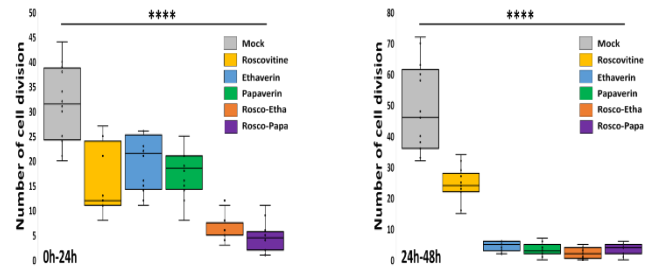 ****
Number of cell division
50
45
40
35
30
25
20
15
10
5
0
Mock
Roscovitine
Ethaverin
Papaverin
Rosco-Etha
Rosco-Papa
0h-24h
****
Number of cell division
80
70
60
50
40
30
20
10
0
Mock
Roscovitine
Ethaverin
Papaverin
Rosco-Etha
Rosco-Papa
24h-48h